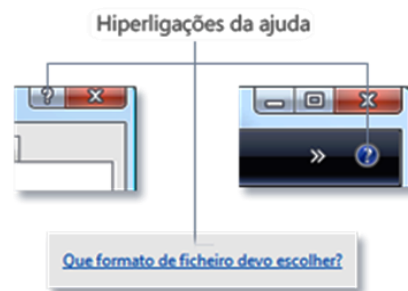 Hiperligações da ajuda
?
»
?
Que formato de ficheiro devo escolher?